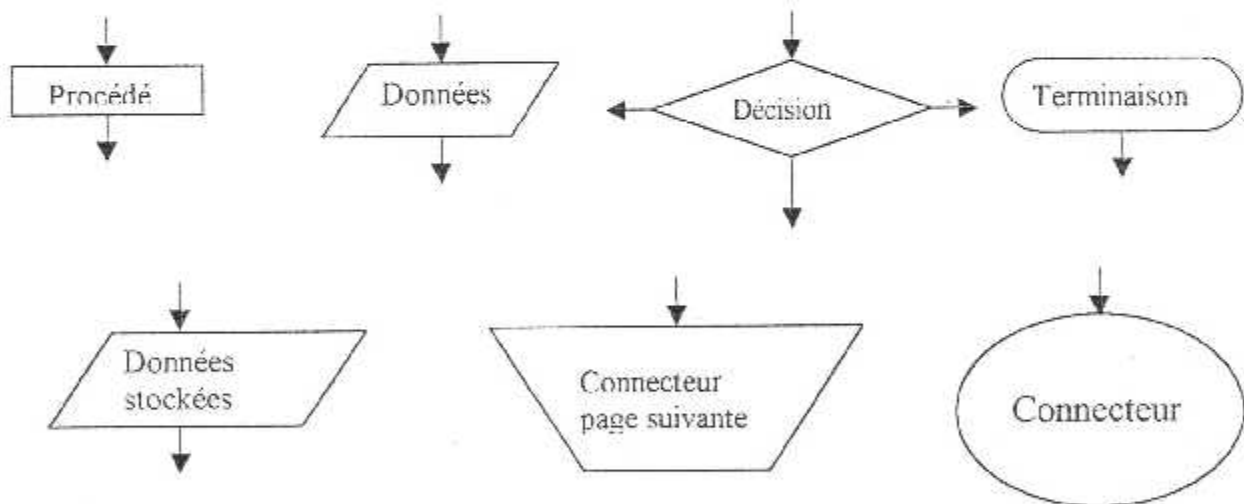 Procédé
Données
Décision
Terminaison
Données
stockées
Connecteur
page suivante
Connecteur